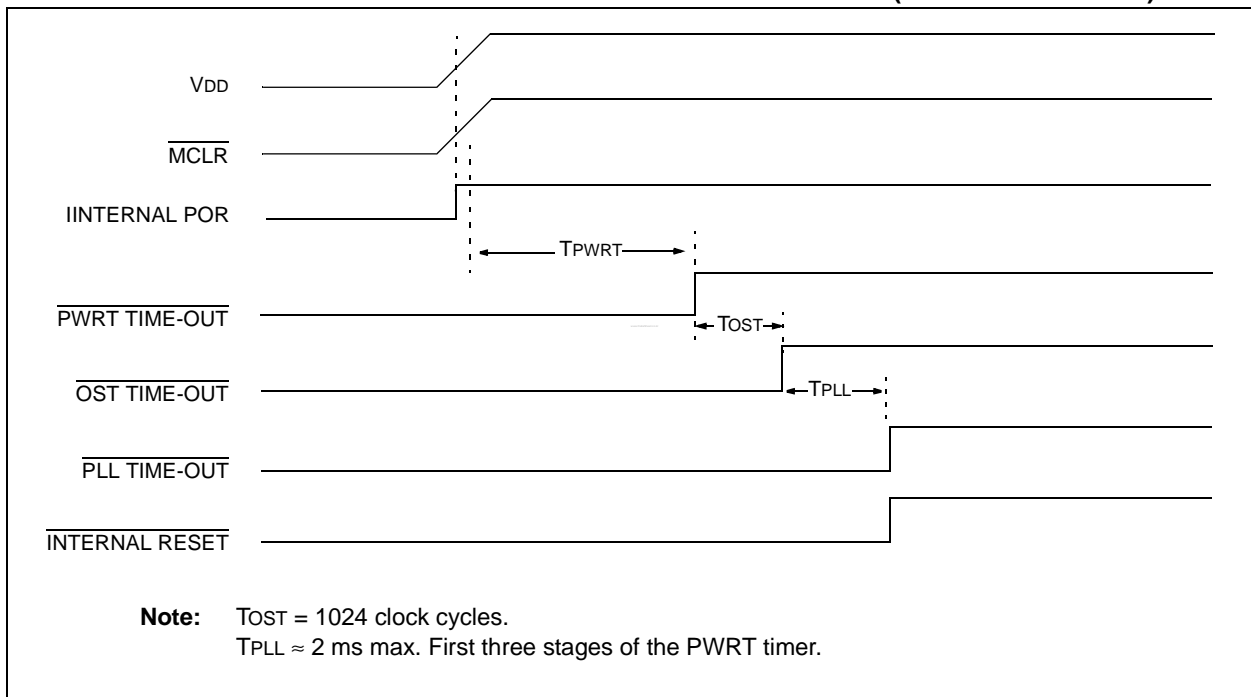 VDD
MCLR
IINTERNAL POR
TPWRT
PWRT TIME-OUT
TOST
OST TIME-OUT
TPLL
PLL TIME-OUT
INTERNAL RESET
Note: TOST = 1024 clock cycles.
TPLL ≈ 2 ms max. First three stages of the PWRT timer.